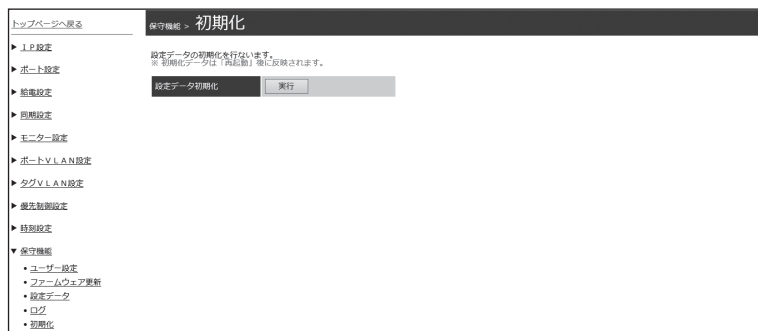 トップページへ戻る
▶ ＩＰ設定
▶ ポート設定
▶ 給電設定
▶ 同期設定
▶ モニター設定
▶ ポートＶＬＡＮ設定
▶ タグＶＬＡＮ設定
▶ 優先制御設定
▶ 時刻設定
▼ 保守機能
• ユーザー設定
• ファームウェア更新
• 設定データ
• ログ
• 初期化
保守機能 > 初期化
設定データの初期化を行ないます。
※ 初期化データは「再起動」後に反映されます。
設定データ初期化 実行